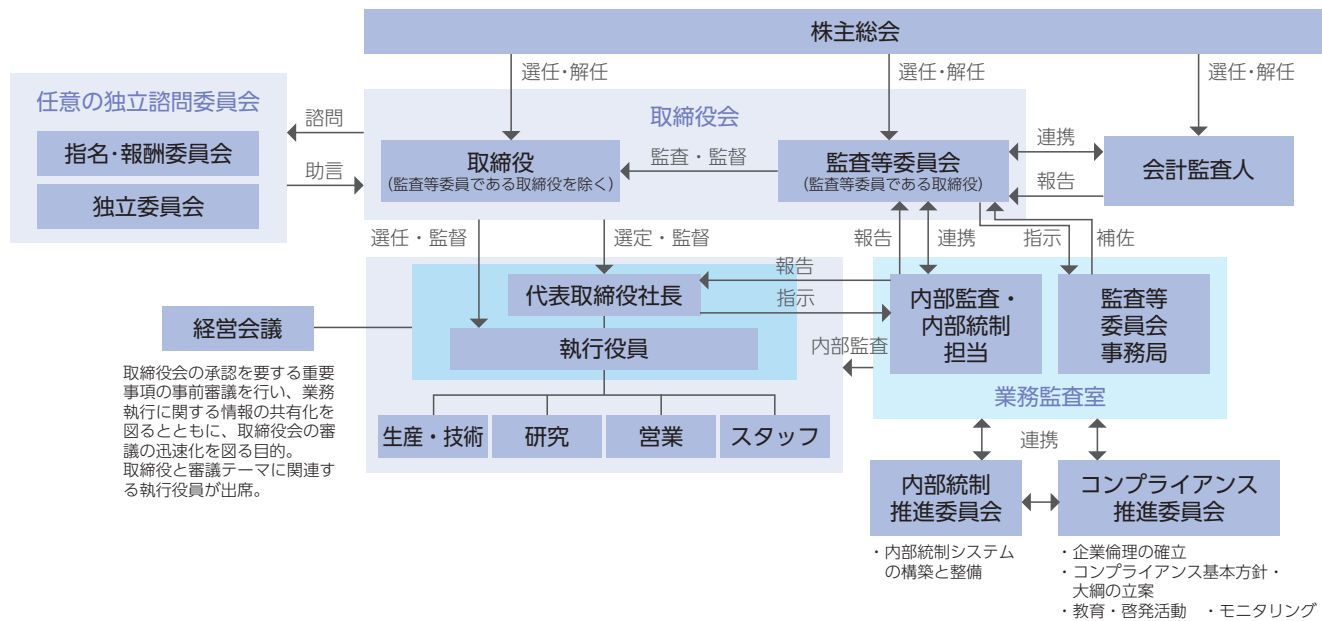 株主総会
選任・解任
選任・解任
選任・解任
任意の独立諮問委員会
指名・報酬委員会
独立委員会
諮問
助言
取締役会
取締役
（監査等委員である取締役を除く）
監査・監督
監査等委員会
（監査等委員である取締役）
連携
報告
会計監査人
選任・監督
選定・監督
報告
連携
指示
補佐
代表取締役社長
報告
指示
執行役員
内部監査
経営会議
取締役会の承認を要する重要
事項の事前審議を行い、業務
執行に関する情報の共有化を
図るとともに、取締役会の審
議の迅速化を図る目的。
取締役と審議テーマに関連す
る執行役員が出席。
生産・技術
研究
営業
スタッフ
内部監査・
内部統制
担当
監査等
委員会
事務局
業務監査室
連携
内部統制
推進委員会
コンプライアンス
推進委員会
・内部統制システム
の構築と整備
・企業倫理の確立
・コンプライアンス基本方針・
大綱の立案
・教育・啓発活動　・モニタリング